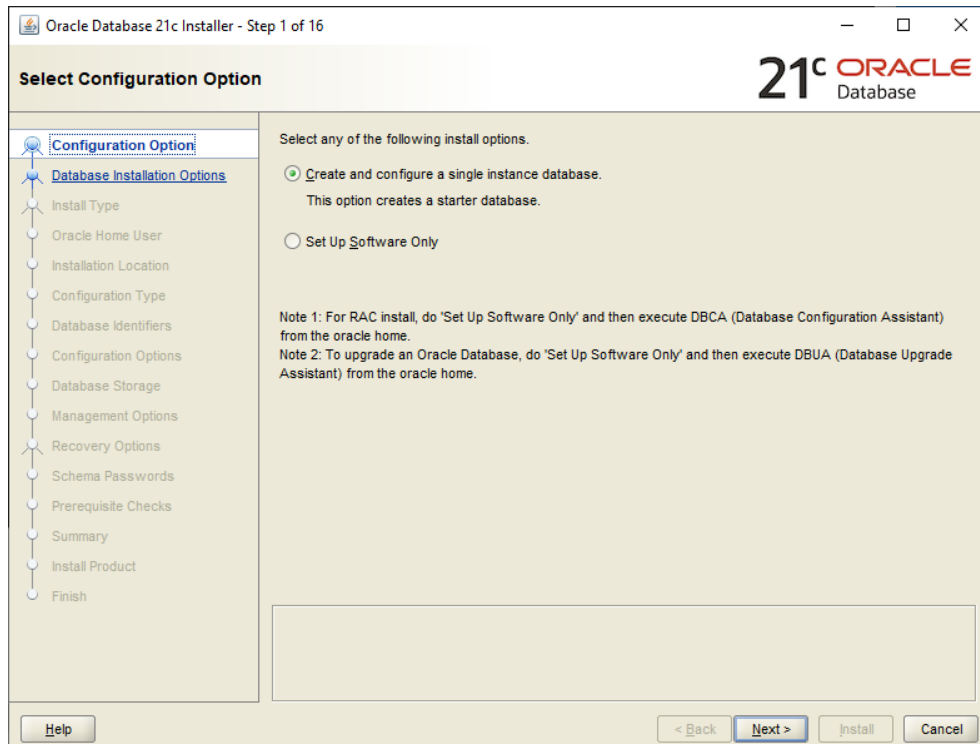 Oracle Database 21c Installer - Step 1 of 16
Select Configuration Option
21c ORACLE
Database
Configuration Option
Database Installation Options
Install Type
Oracle Home User
Installation Location
Configuration Type
Database Identifiers
Configuration Options
Database Storage
Management Options
Recovery Options
Schema Passwords
Prerequisite Checks
Summary
Install Product
Finish
Select any of the following install options.
Create and configure a single instance database.
This option creates a starter database.
Set Up Software Only
Note 1: For RAC install, do 'Set Up Software Only' and then execute DBCA (Database Configuration Assistant)
from the oracle home.
Note 2: To upgrade an Oracle Database, do 'Set Up Software Only' and then execute DBUA (Database Upgrade
Assistant) from the oracle home.
Help
< Back
Next >
Install
Cancel